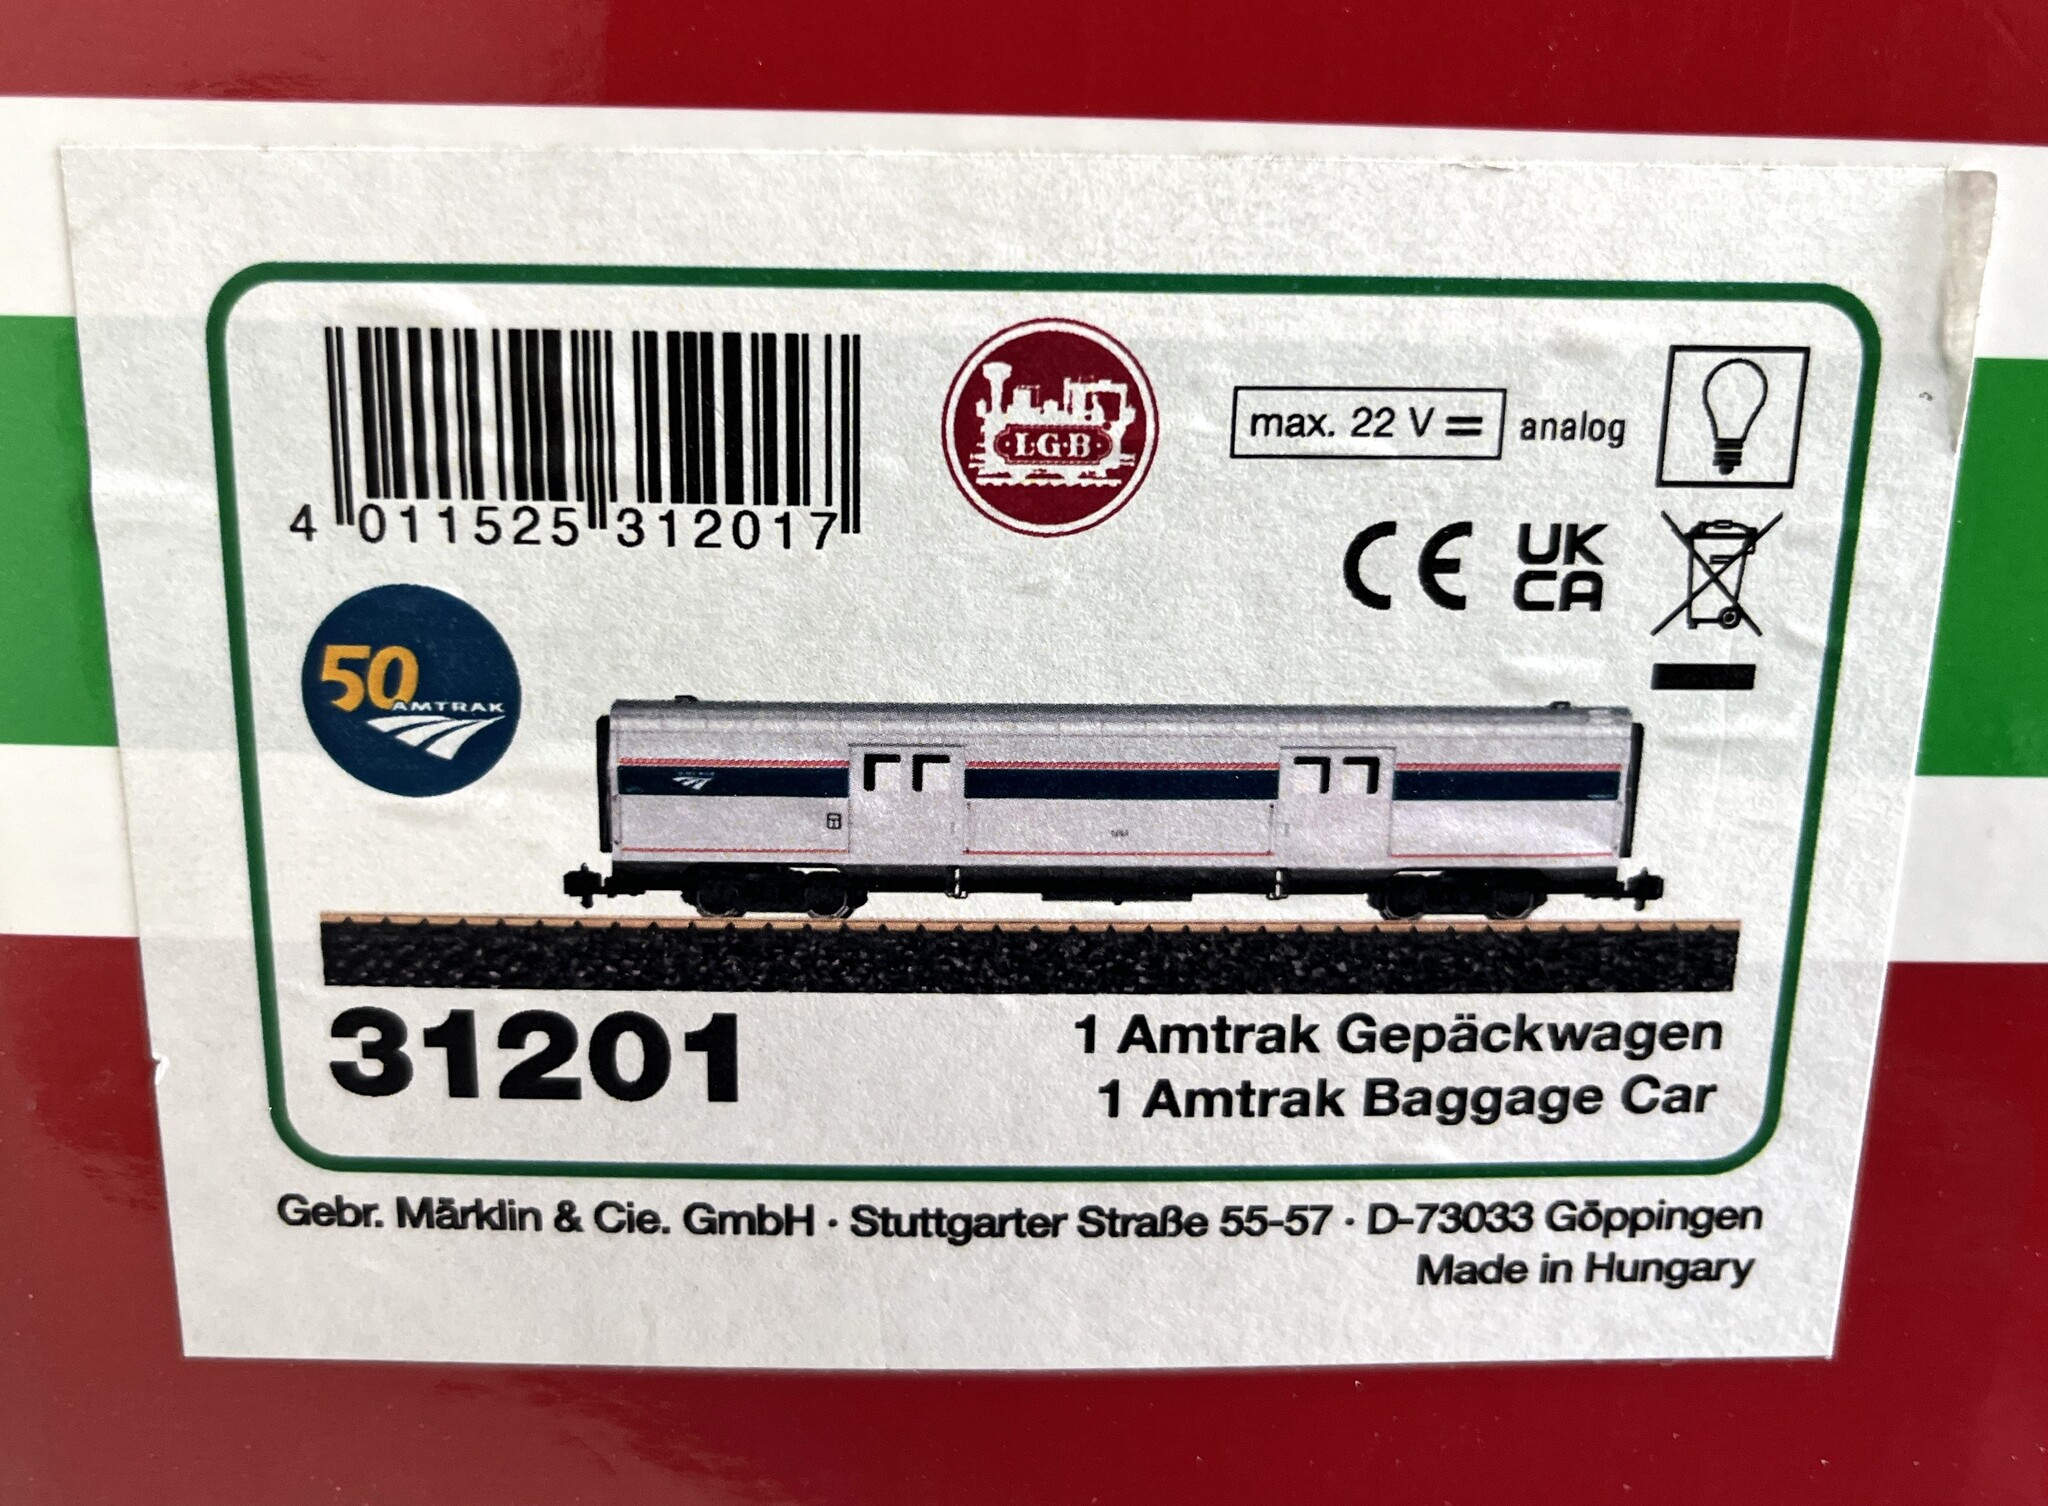 4 011525 312017
L·G·B
max. 22 V = analog
CE UK
CA
50
AMTRAK
31201
1 Amtrak Gepäckwagen
1 Amtrak Baggage Car
Gebr. Märklin & Cie. GmbH · Stuttgarter Straße 55-57 · D-73033 Göppingen
Made in Hungary